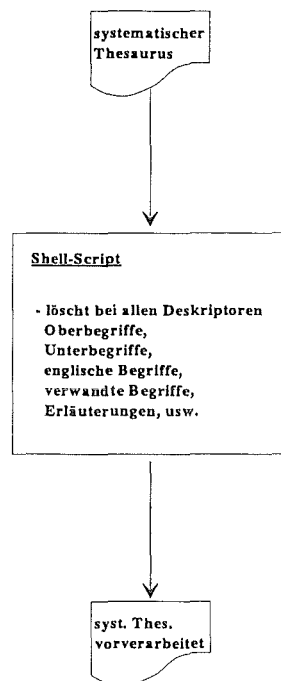 systematischer
Thesaurus
Shell-Script
- löscht bei allen Deskriptoren
Oberbegriffe,
Unterbegriffe,
englische Begriffe,
verwandte Begriffe,
Erläuterungen, usw.
syst. Thes.
vorverarbeitet